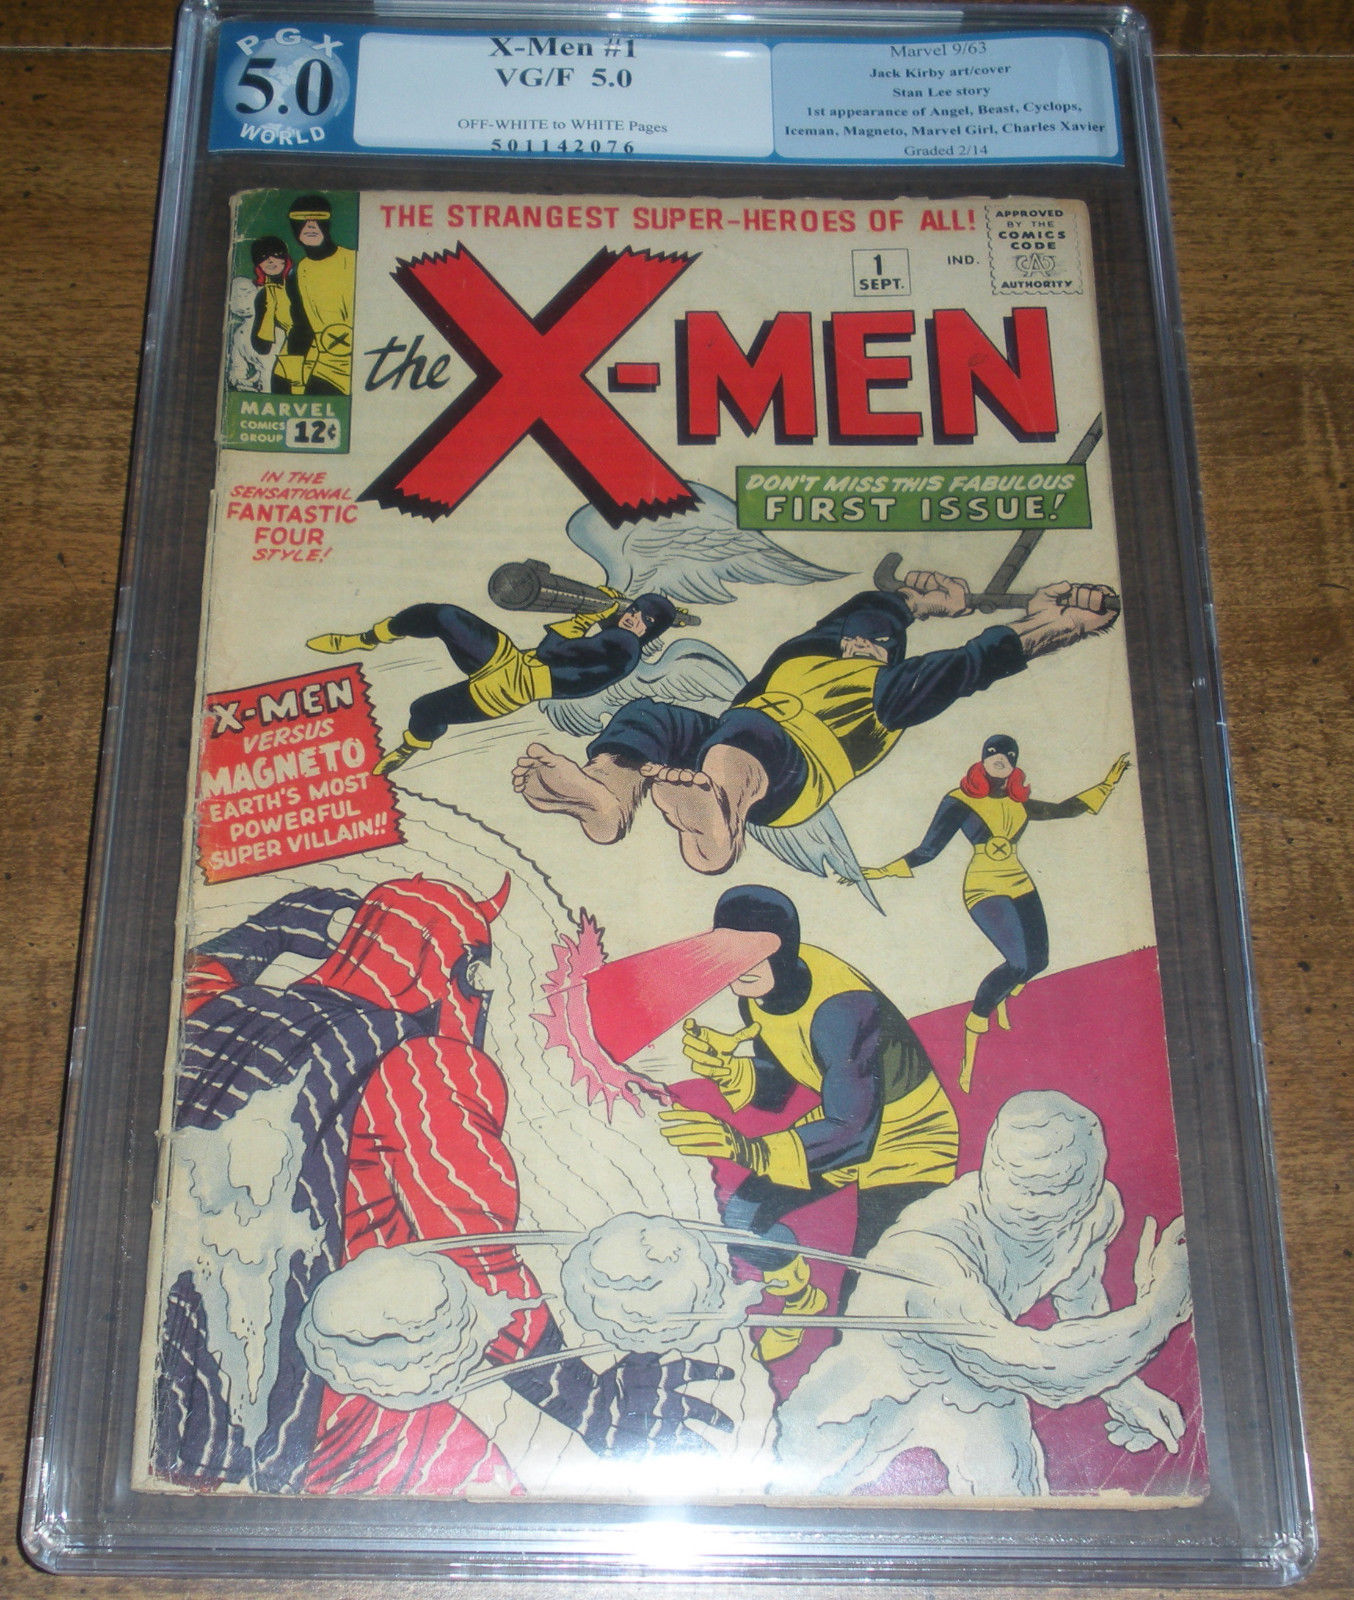 PGX
5.0
WORLD
X-Men #1
VG/F 5.0
OFF-WHITE to WHITE Pages
501142076
Marvel 9/63
Jack Kirby art/cover
Stan Lee story
1st appearance of Angel, Beast, Cyclops,
Iceman, Magneto, Marvel Girl, Charles Xavier
Graded 2/14
THE STRANGEST SUPER-HEROES OF ALL!
APPROVED
BY THE
COMICS
CODE
CA
AUTHORITY
IND.
1
SEPT.
the X-MEN
MARVEL
COMICS
GROUP
12¢
IN THE
SENSATIONAL
FANTASTIC
FOUR
STYLE!
DON'T MISS THIS FABULOUS
FIRST ISSUE!
X-MEN
VERSUS
MAGNETO
EARTH'S MOST
POWERFUL
SUPER VILLAIN!!
X
X
X